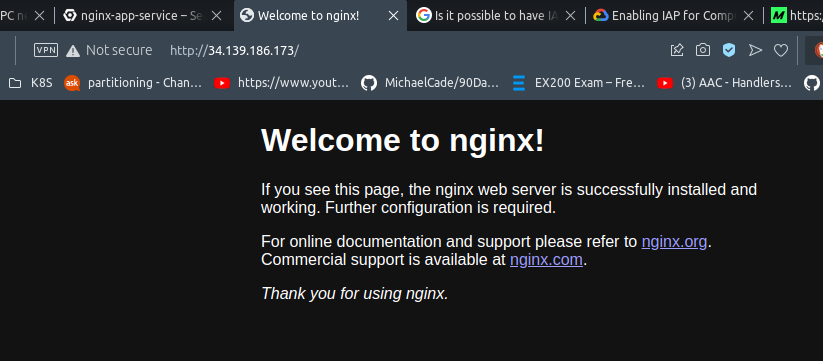 PC ne
nginx-app-service – Se
Welcome to nginx!
Is it possible to have IA
Enabling IAP for Comp
https:
VPN
Not secure
http://34.139.186.173/
K8S
ask
partitioning - Chan...
https://www.yout...
MichaelCade/90Da...
EX200 Exam – Fre...
(3) AAC - Handlers...
Welcome to nginx!
If you see this page, the nginx web server is successfully installed and
working. Further configuration is required.
For online documentation and support please refer to nginx.org.
Commercial support is available at nginx.com.
Thank you for using nginx.